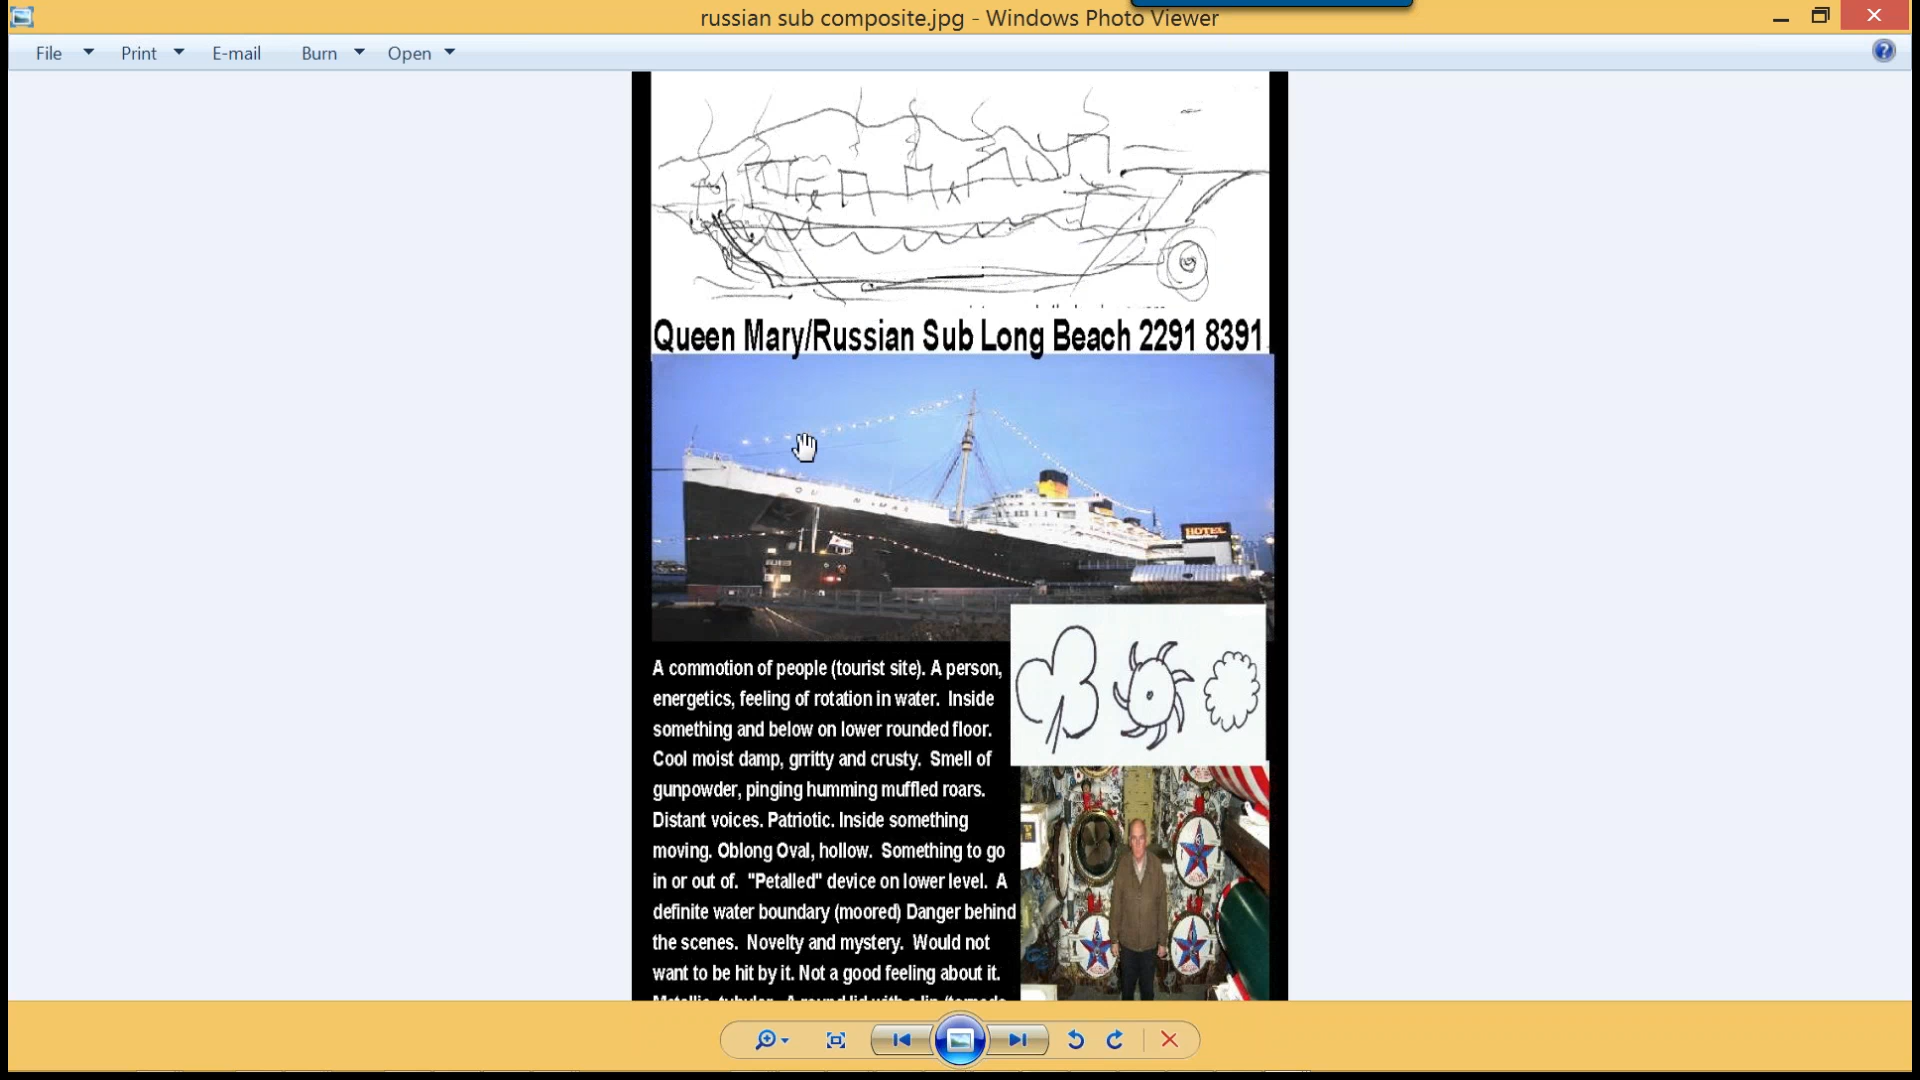 russian sub composite.jpg - Windows Photo Viewer
File Print E-mail Burn Open
Queen Mary/Russian Sub Long Beach 2291 8391
HOTEL
A commotion of people (tourist site). A person,
energetics, feeling of rotation in water. Inside
something and below on lower rounded floor.
Cool moist damp, grritty and crusty. Smell of
gunpowder, pinging humming muffled roars.
Distant voices. Patriotic. Inside something
moving. Oblong Oval, hollow. Something to go
in or out of. "Petalled" device on lower level. A
definite water boundary (moored) Danger behind
the scenes. Novelty and mystery. Would not
want to be hit by it. Not a good feeling about it.